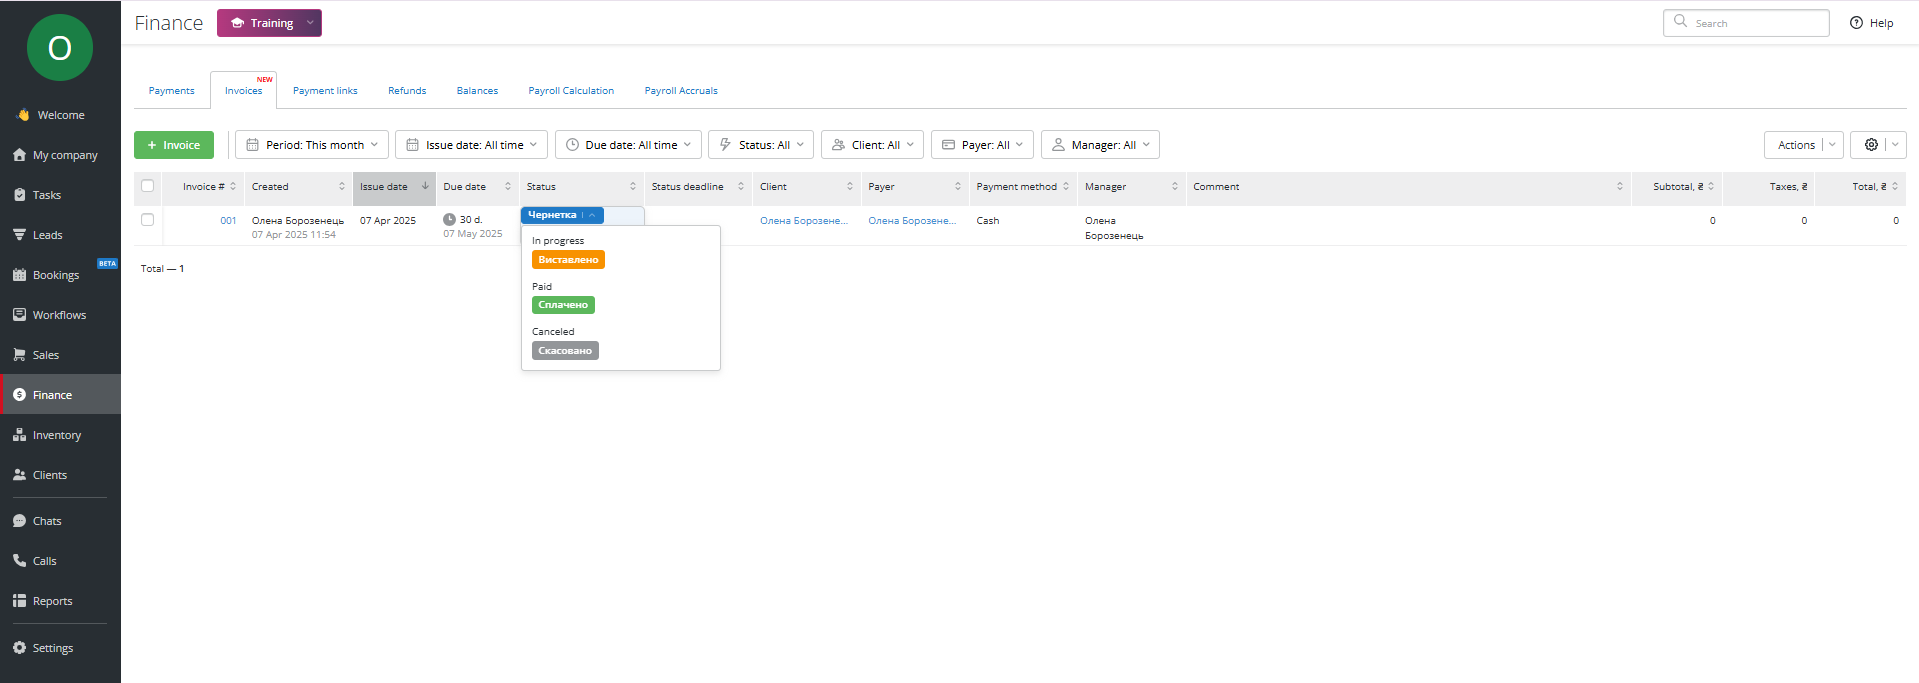 O
Finance
Training
Search
Help
Welcome
My company
Tasks
Leads
Bookings
BETA
Workflows
Sales
Finance
Inventory
Clients
Chats
Calls
Reports
Settings
Payments
Invoices
NEW
Payment links
Refunds
Balances
Payroll Calculation
Payroll Accruals
+ Invoice
Period: This month
Issue date: All time
Due date: All time
Status: All
Client: All
Payer: All
Manager: All
Actions
Invoice #
Created
Issue date
Due date
Status
Status deadline
Client
Payer
Payment method
Manager
Comment
Subtotal, ₴
Taxes, ₴
Total, ₴
001
Олена Борозенець
07 Apr 2025 11:54
07 Apr 2025
30 d.
07 May 2025
Чернетка
Олена Борозене...
Олена Борозене...
Cash
Олена
Борозенець
0
0
0
In progress
Виставлено
Paid
Сплачено
Canceled
Скасовано
Total — 1